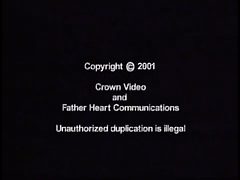 Copyright © 2001
Crown Video
and
Father Heart Communications
Unauthorized duplication is illegal